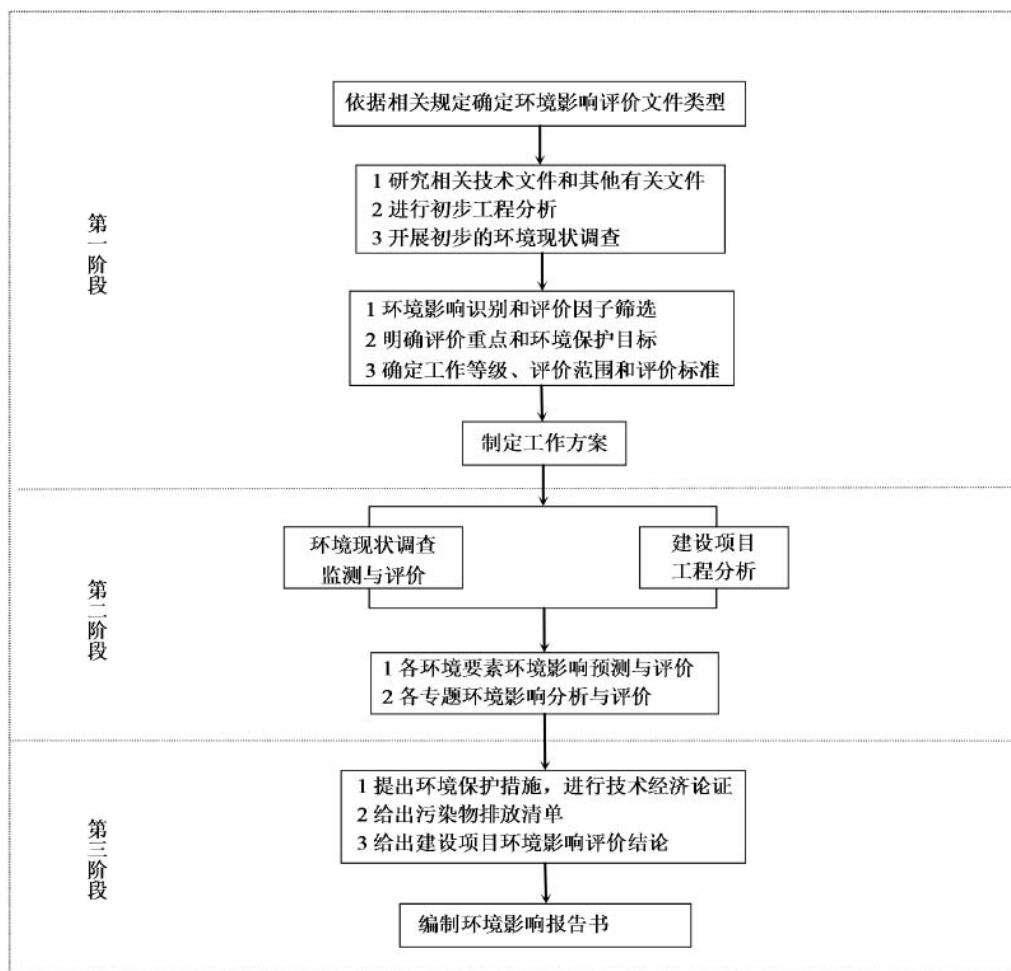 依据相关规定确定环境影响评价文件类型
1 研究相关技术文件和其他有关文件
2 进行初步工程分析
3 开展初步的环境现状调查
第一阶段
1 环境影响识别和评价因子筛选
2 明确评价重点和环境保护目标
3 确定工作等级、评价范围和评价标准
制定工作方案
环境现状调查
监测与评价
建设项目
工程分析
第二阶段
1 各环境要素环境影响预测与评价
2 各专题环境影响分析与评价
1 提出环境保护措施，进行技术经济论证
2 给出污染物排放清单
3 给出建设项目环境影响评价结论
第三阶段
编制环境影响报告书